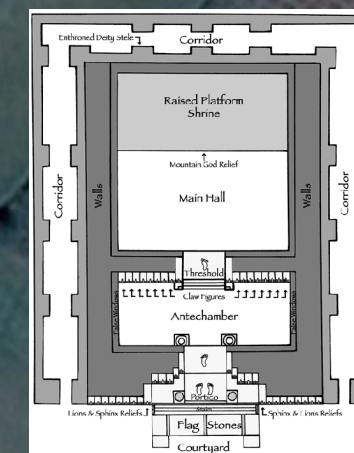 Enthroned Deity Stele
Corridor
Raised Platform
Shrine
Mountain God Relief
Main Hall
Corridor
Walls
Walls
Corridor
Threshold
Claw Figures
Antechamber
Portico
Lions & Sphinx Reliefs
Stairs
Sphinx & Lions Reliefs
Flag Stones
Courtyard